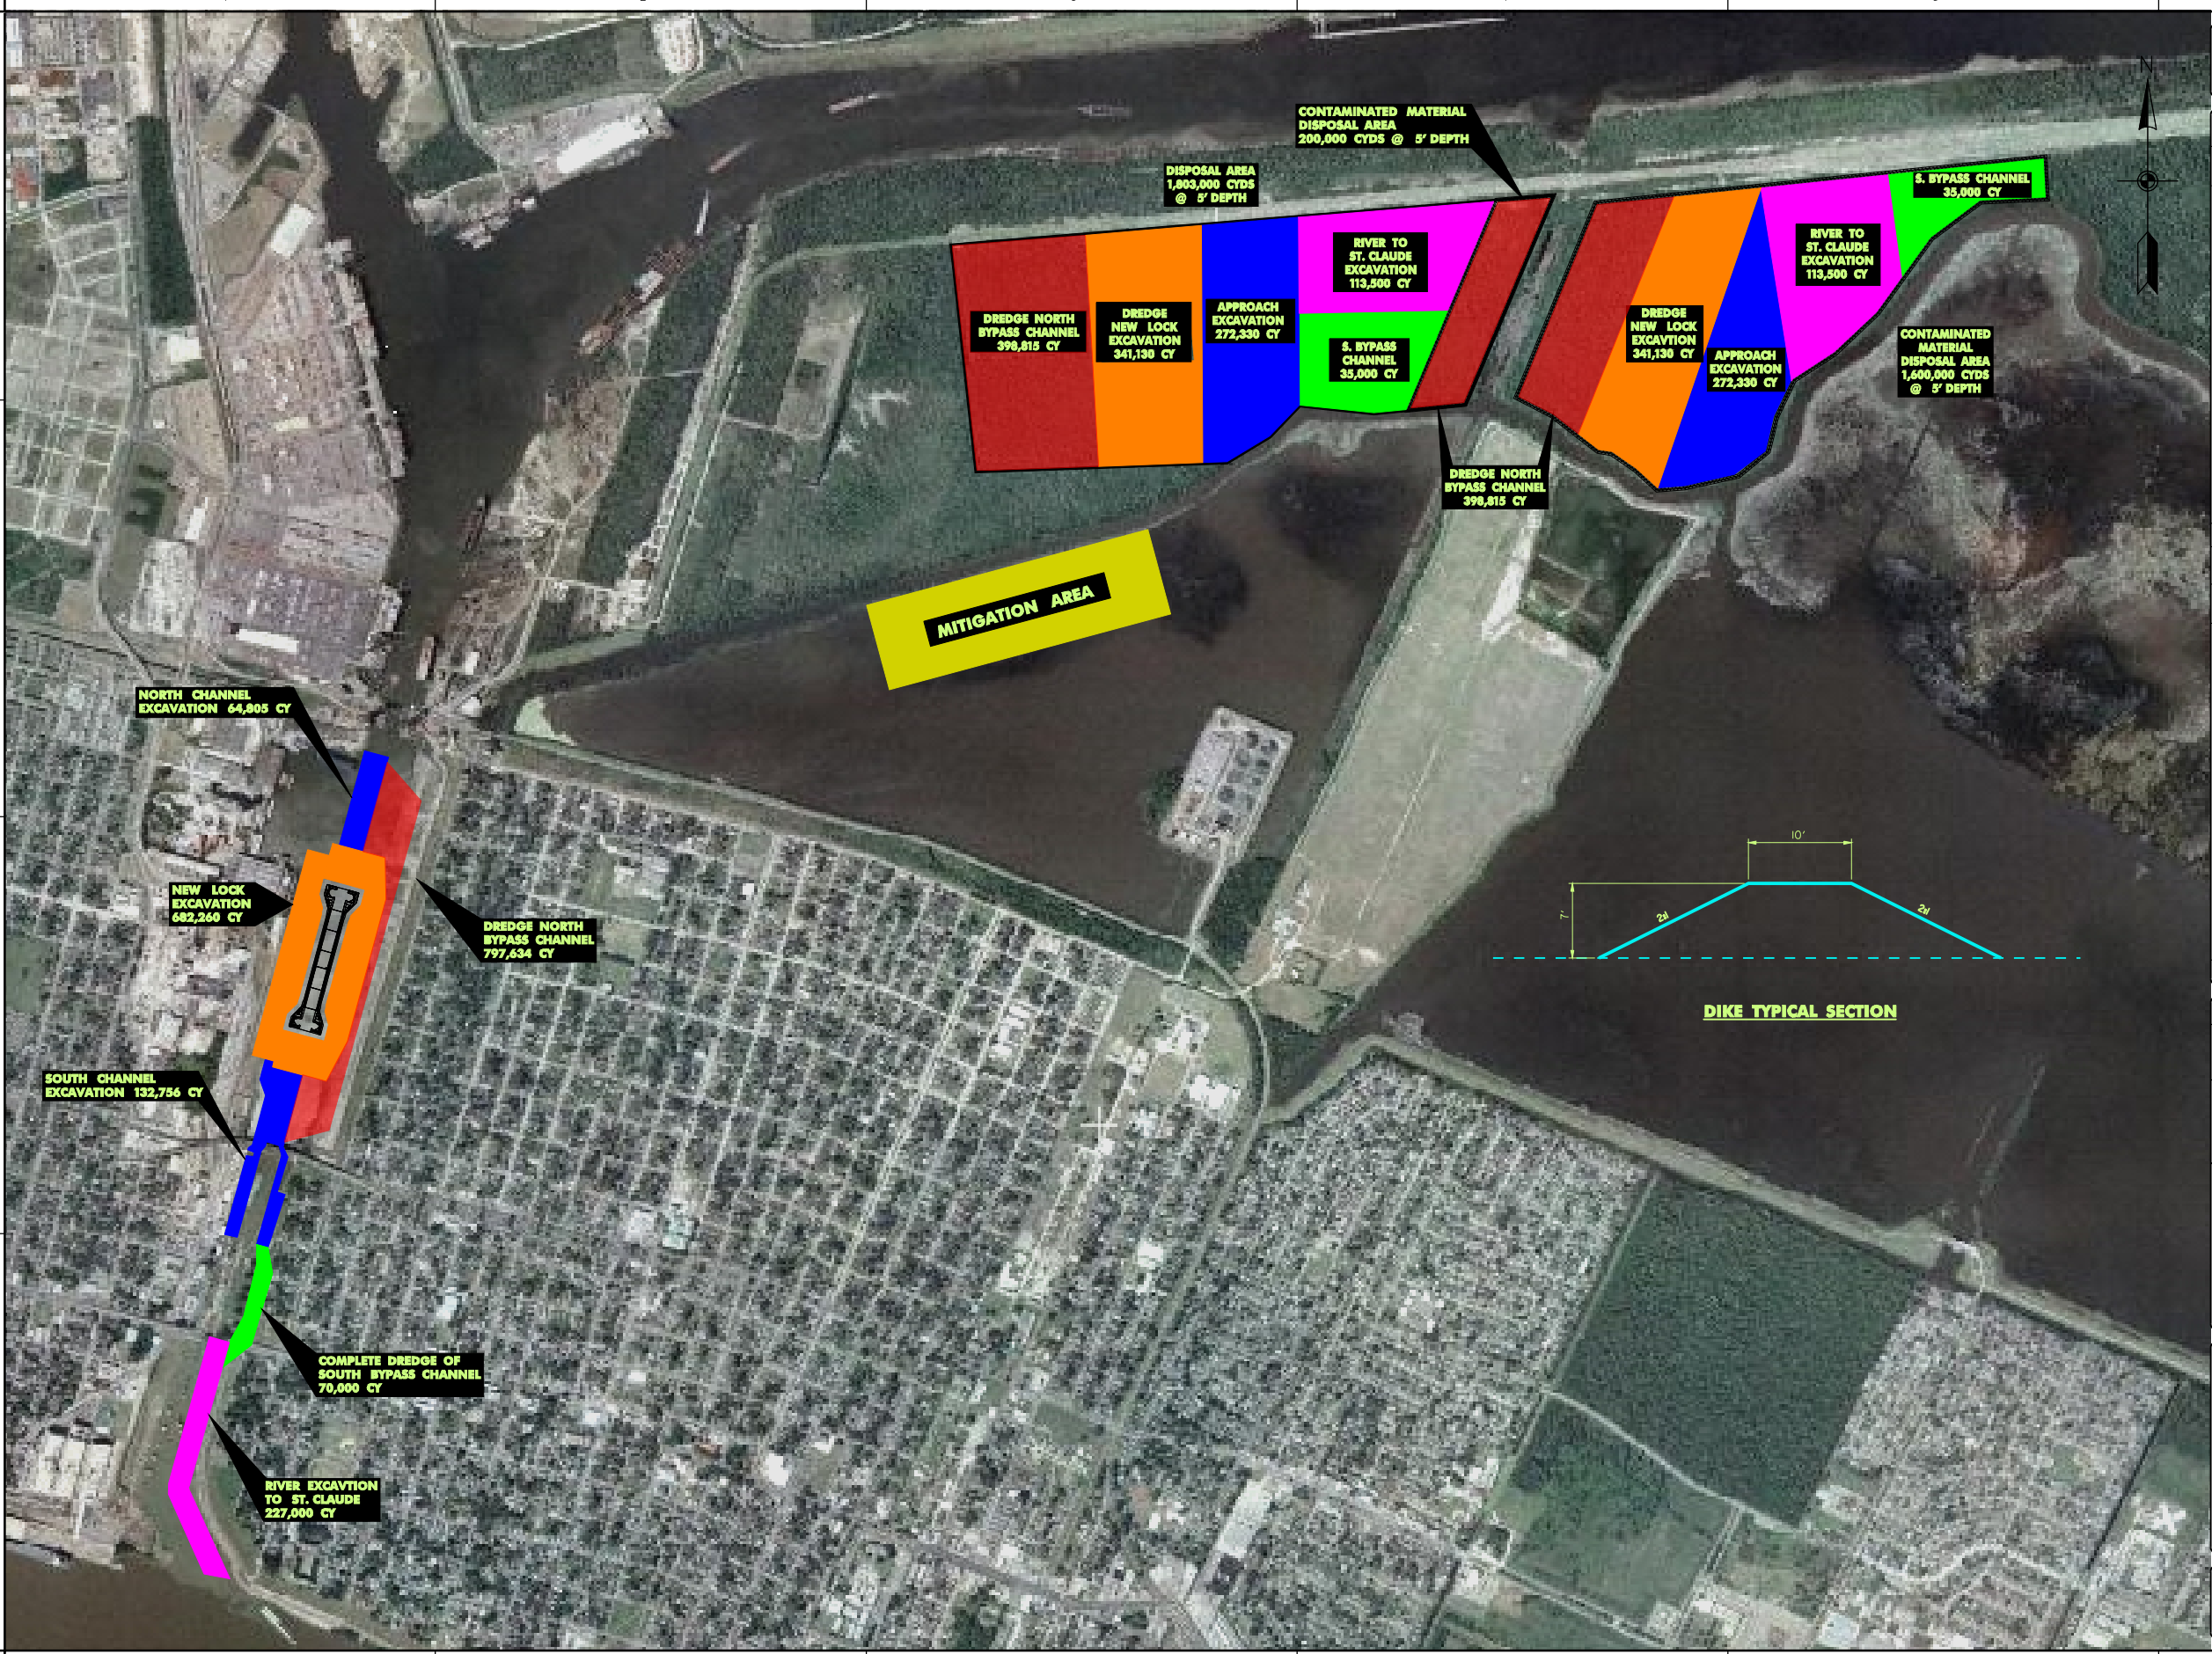 N
CONTAMINATED MATERIAL
DISPOSAL AREA
200,000 CYDS @ 5' DEPTH
DISPOSAL AREA
1,803,000 CYDS
@ 5' DEPTH
S. BYPASS CHANNEL
35,000 CY
RIVER TO
ST. CLAUDE
EXCAVATION
113,500 CY
RIVER TO
ST. CLAUDE
EXCAVATION
113,500 CY
DREDGE NORTH
BYPASS CHANNEL
398,815 CY
DREDGE
NEW LOCK
EXCAVATION
341,130 CY
APPROACH
EXCAVATION
272,330 CY
S. BYPASS
CHANNEL
35,000 CY
DREDGE
NEW LOCK
EXCAVTION
341,130 CY
APPROACH
EXCAVATION
272,330 CY
CONTAMINATED
MATERIAL
DISPOSAL AREA
1,600,000 CYDS
@ 5' DEPTH
DREDGE NORTH
BYPASS CHANNEL
398,815 CY
MITIGATION AREA
NORTH CHANNEL
EXCAVATION 64,805 CY
NEW LOCK
EXCAVATION
682,260 CY
DREDGE NORTH
BYPASS CHANNEL
797,634 CY
10'
7'
2:1
2:1
DIKE TYPICAL SECTION
SOUTH CHANNEL
EXCAVATION 132,756 CY
COMPLETE DREDGE OF
SOUTH BYPASS CHANNEL
70,000 CY
RIVER EXCAVTION
TO ST. CLAUDE
227,000 CY